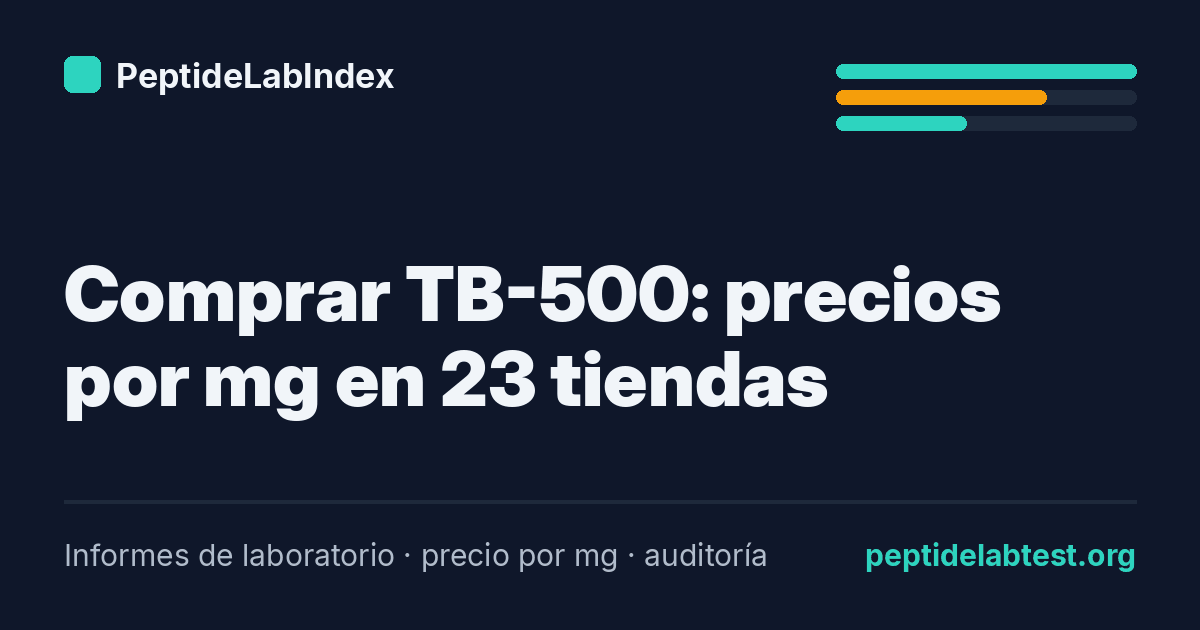 PeptideLabIndex
Comprar TB-500: precios
por mg en 23 tiendas
Informes de laboratorio · precio por mg · auditoría
peptidelabtest.org